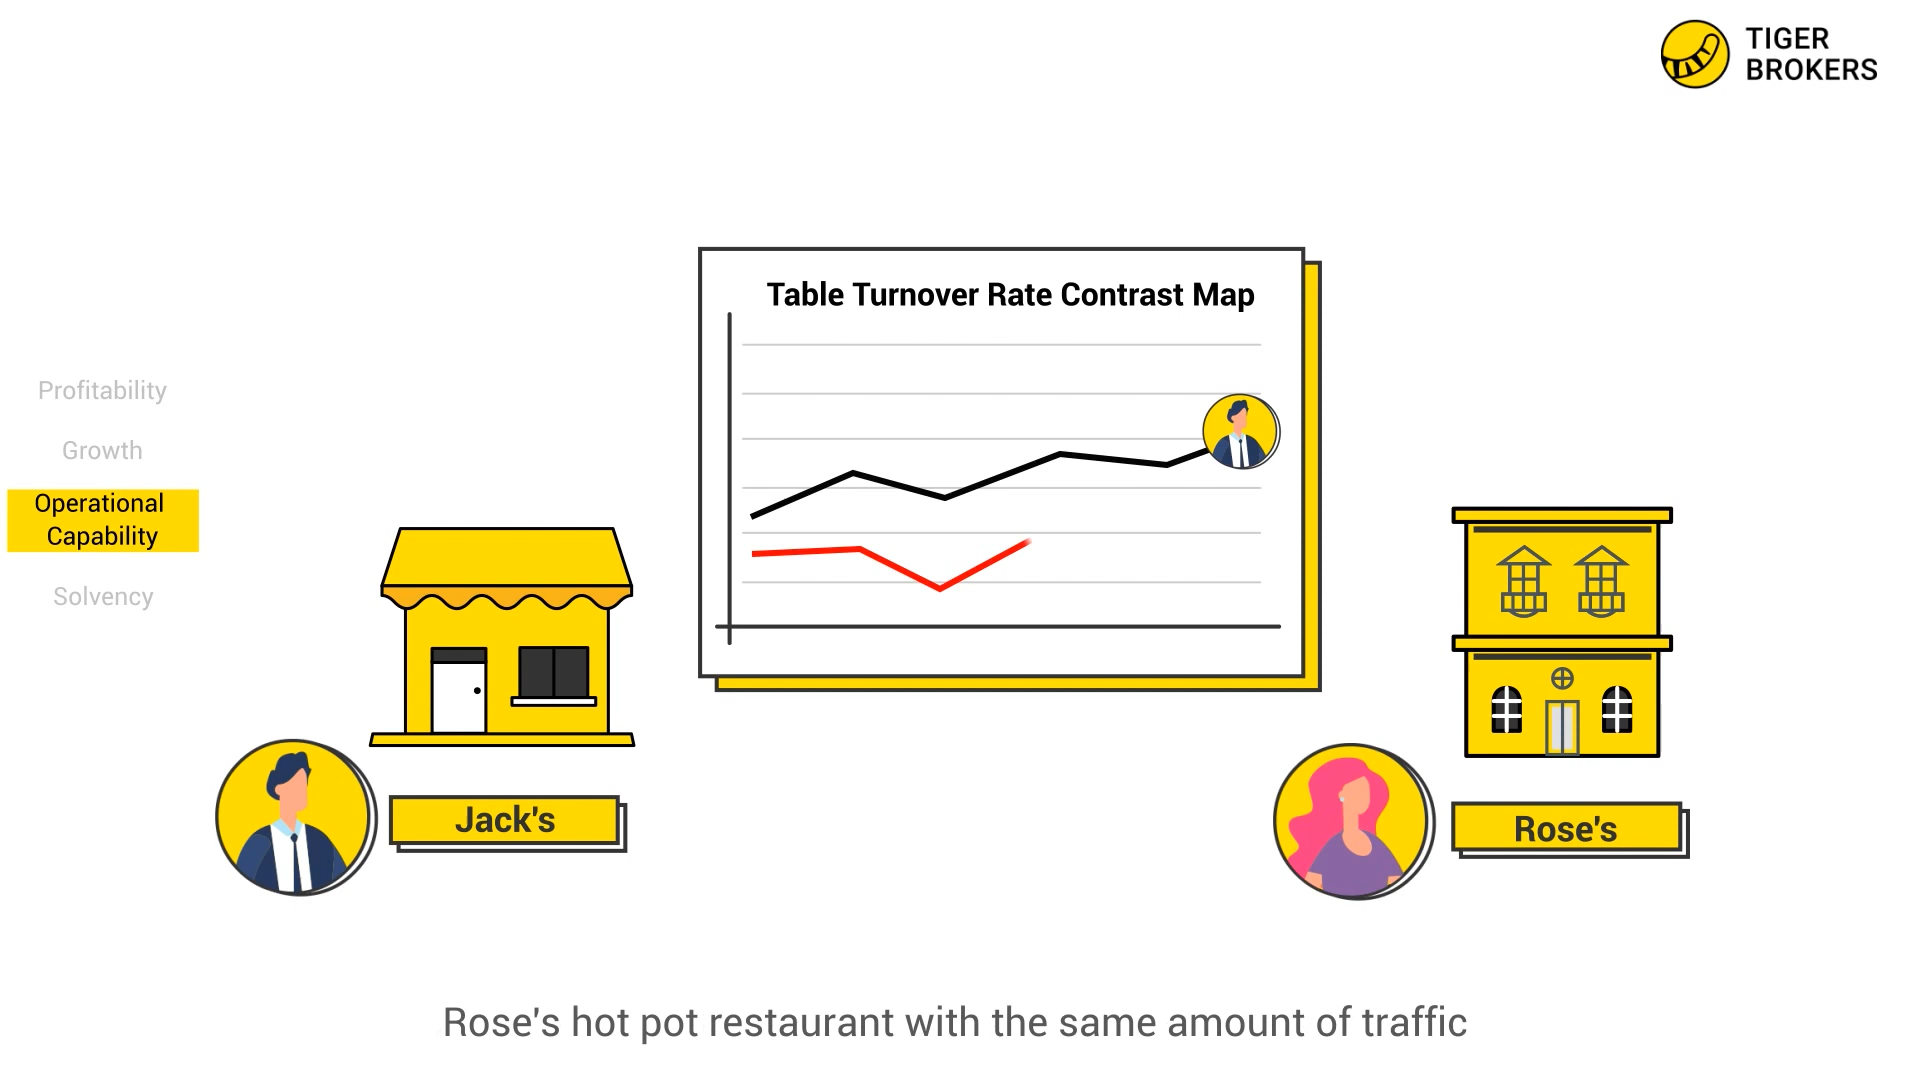 TIGER
BROKERS
Table Turnover Rate Contrast Map
Profitability
Growth
Operational
Capability
Solvency
Jack's
Rose's
Rose's hot pot restaurant with the same amount of traffic